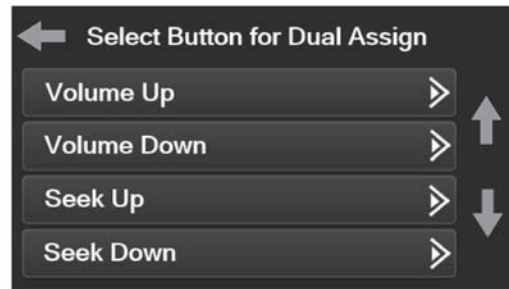 Select Button for Dual Assign
Volume Up
Volume Down
Seek Up
Seek Down